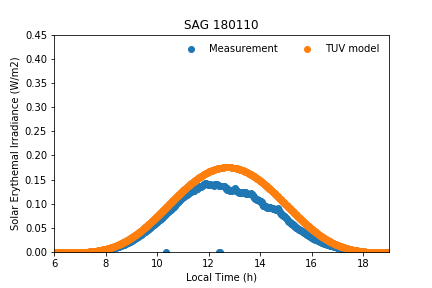 SAG 180110
Measurement
TUV model
Solar Erythemal Irradiance (W/m2)
0.45
0.40
0.35
0.30
0.25
0.20
0.15
0.10
0.05
0.00
6 8 10 12 14 16 18
Local Time (h)